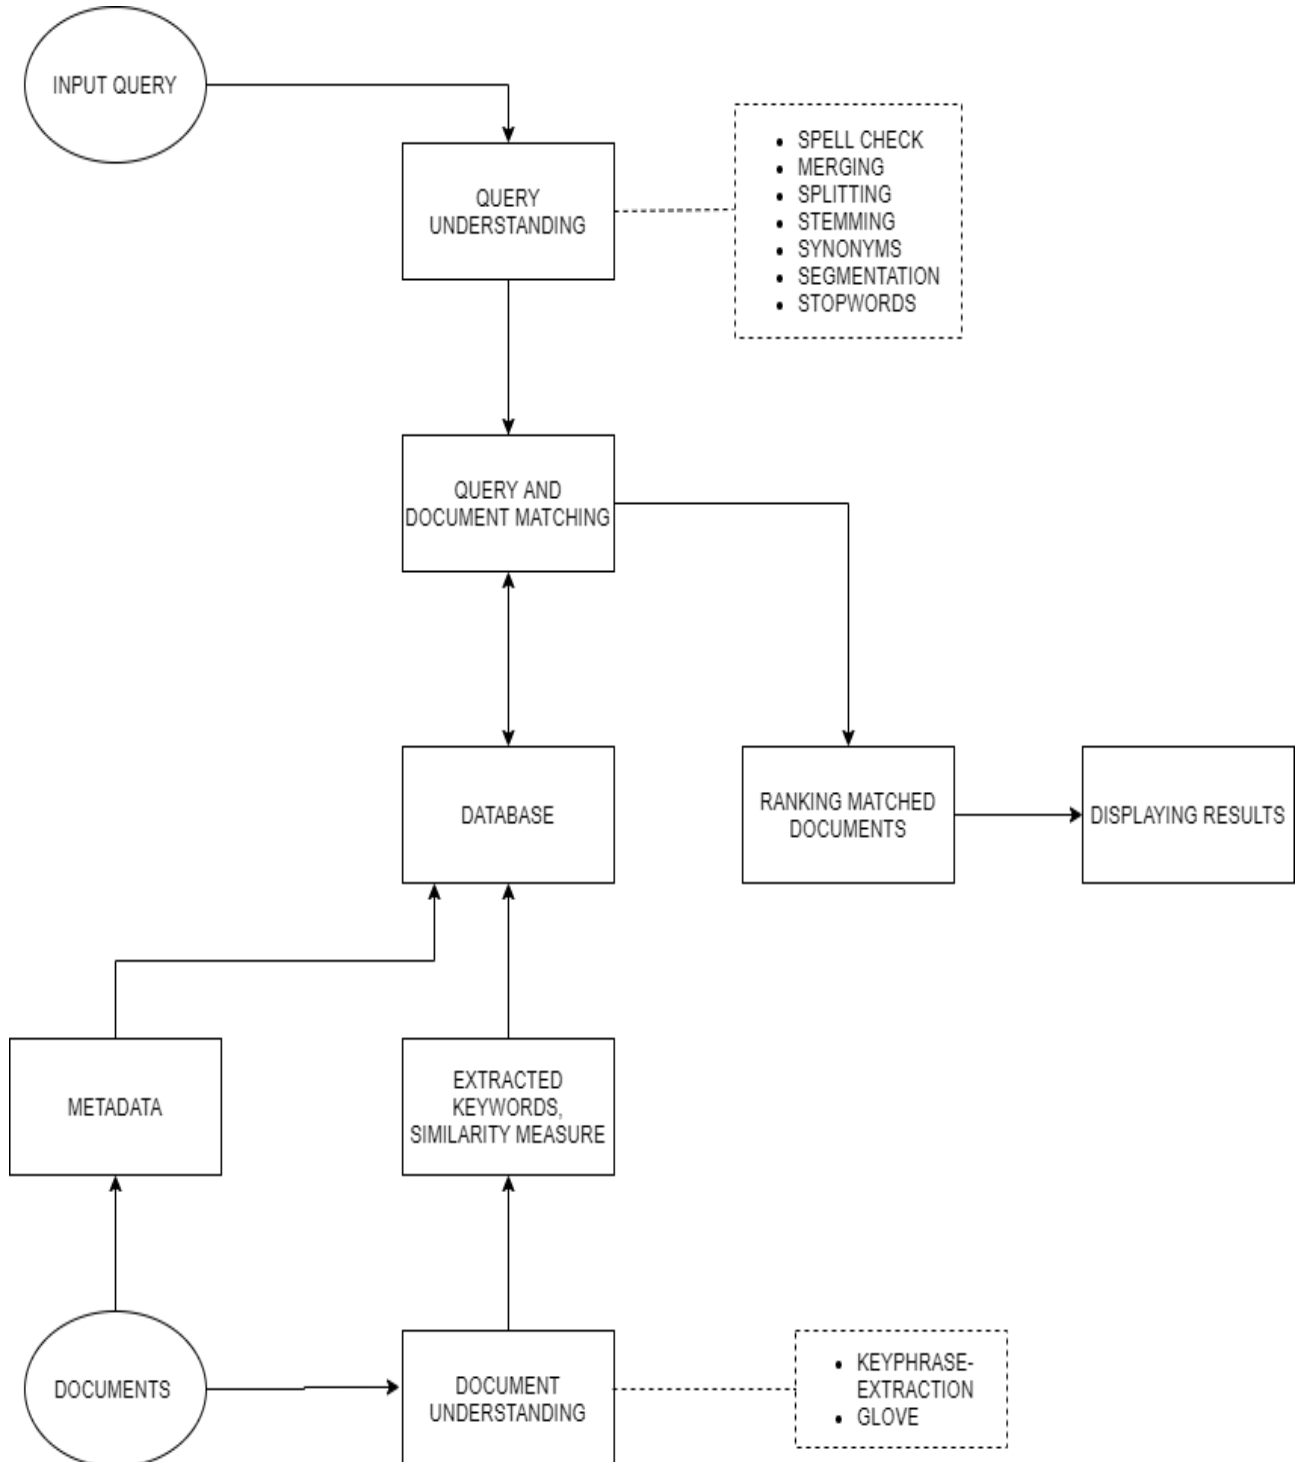 INPUT QUERY
QUERY
UNDERSTANDING
• SPELL CHECK
• MERGING
• SPLITTING
• STEMMING
• SYNONYMS
• SEGMENTATION
• STOPWORDS
QUERY AND
DOCUMENT MATCHING
DATABASE
RANKING MATCHED
DOCUMENTS
DISPLAYING RESULTS
METADATA
EXTRACTED
KEYWORDS,
SIMILARITY MEASURE
DOCUMENTS
DOCUMENT
UNDERSTANDING
• KEYPHRASE-
EXTRACTION
• GLOVE